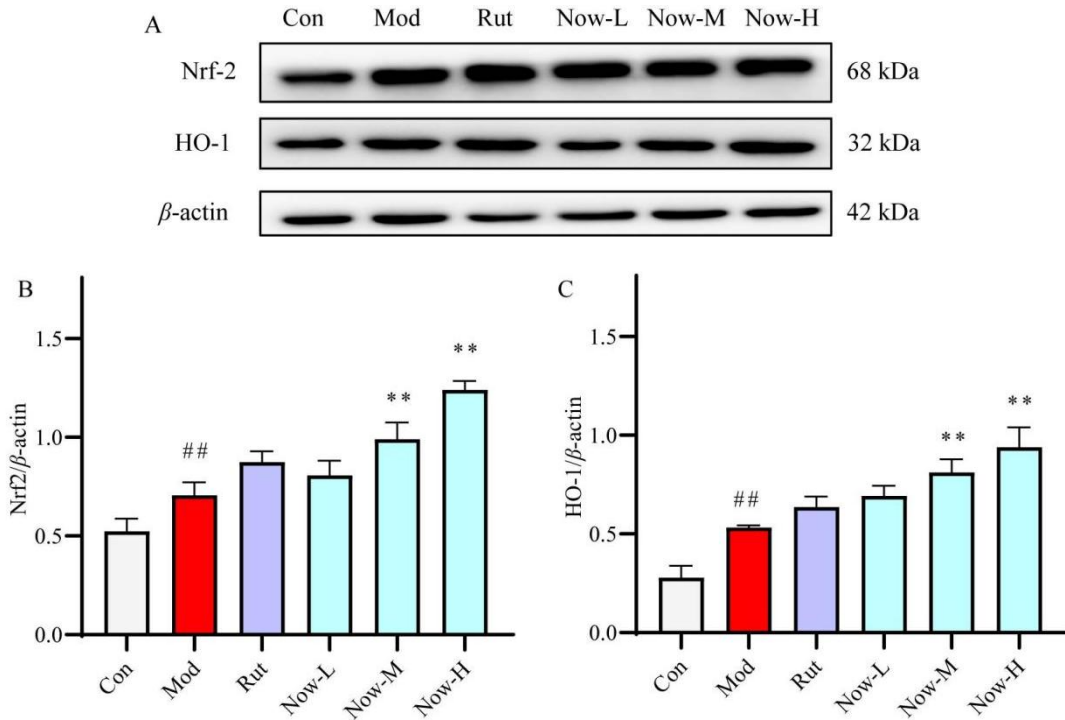 A
Con Mod Rut Now-L Now-M Now-H
Nrf-2 68 kDa
HO-1 32 kDa
β-actin 42 kDa
B
Nrf2/β-actin
1.5
1.0
0.5
0.0
##
**
**
Con Mod Rut Now-L Now-M Now-H
C
HO-1/β-actin
1.5
1.0
0.5
0.0
##
**
**
Con Mod Rut Now-L Now-M Now-H